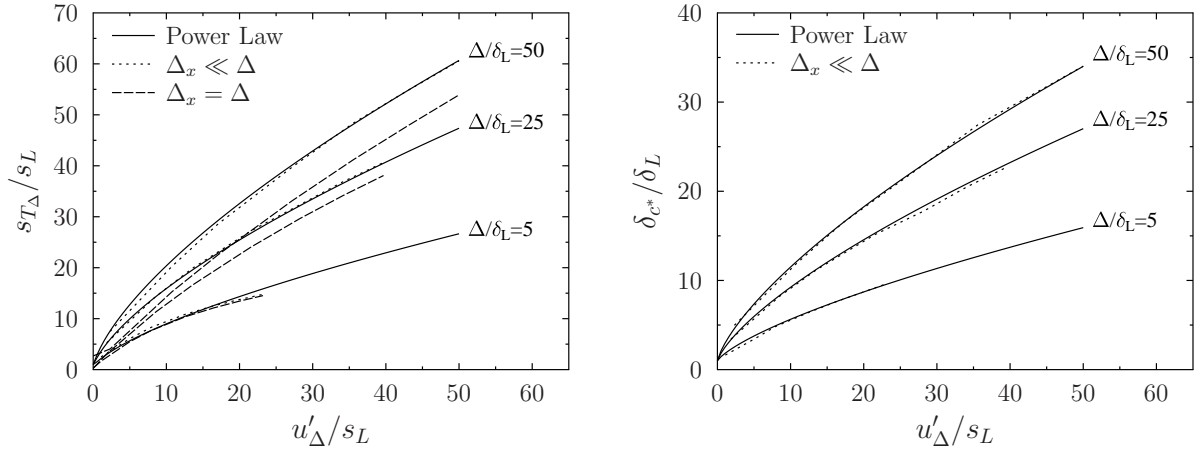 70
60
50
40
30
20
10
0
s_{T_Δ}/s_L
Power Law
Δ_x ≪ Δ
Δ_x = Δ
Δ/δ_L=50
Δ/δ_L=25
Δ/δ_L=5
0 10 20 30 40 50 60
u′_Δ/s_L
40
30
20
10
0
δ_{c*}/δ_L
Power Law
Δ_x ≪ Δ
Δ/δ_L=50
Δ/δ_L=25
Δ/δ_L=5
0 10 20 30 40 50 60
u′_Δ/s_L